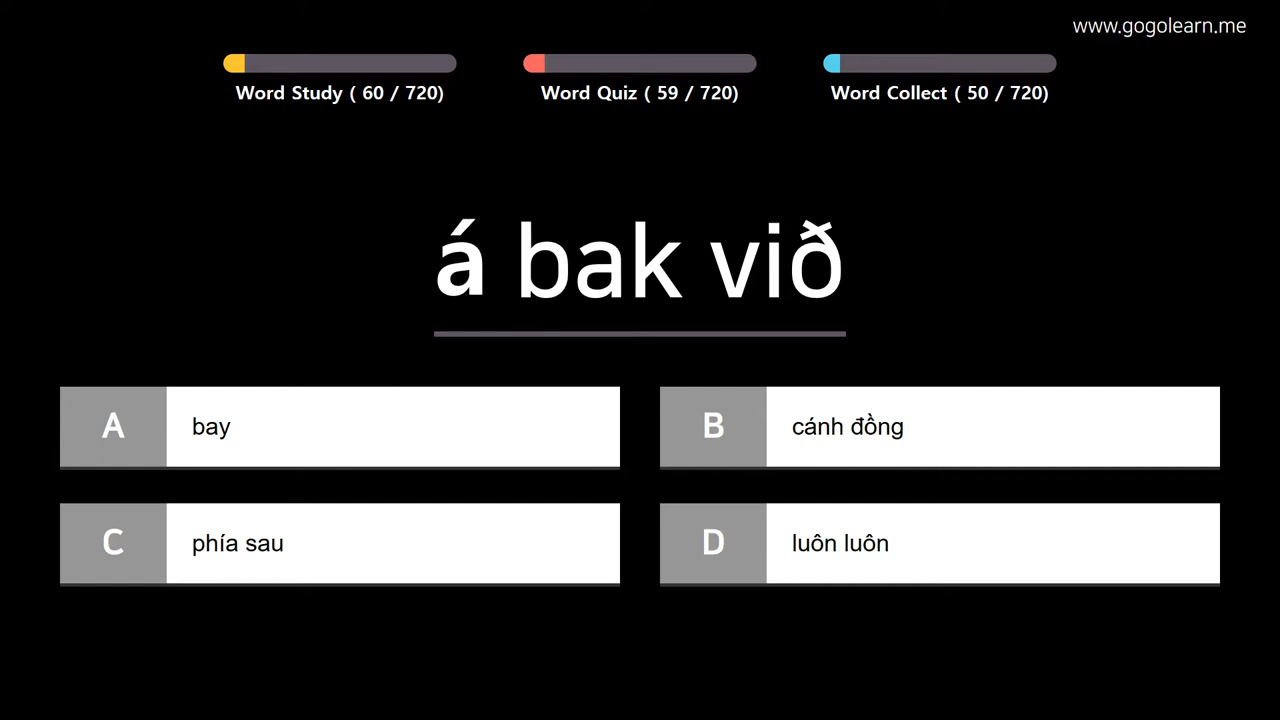 www.gogolearn.me
Word Study ( 60 / 720)
Word Quiz ( 59 / 720)
Word Collect ( 50 / 720)
á bak við
A bay
B cánh đồng
C phía sau
D luôn luôn